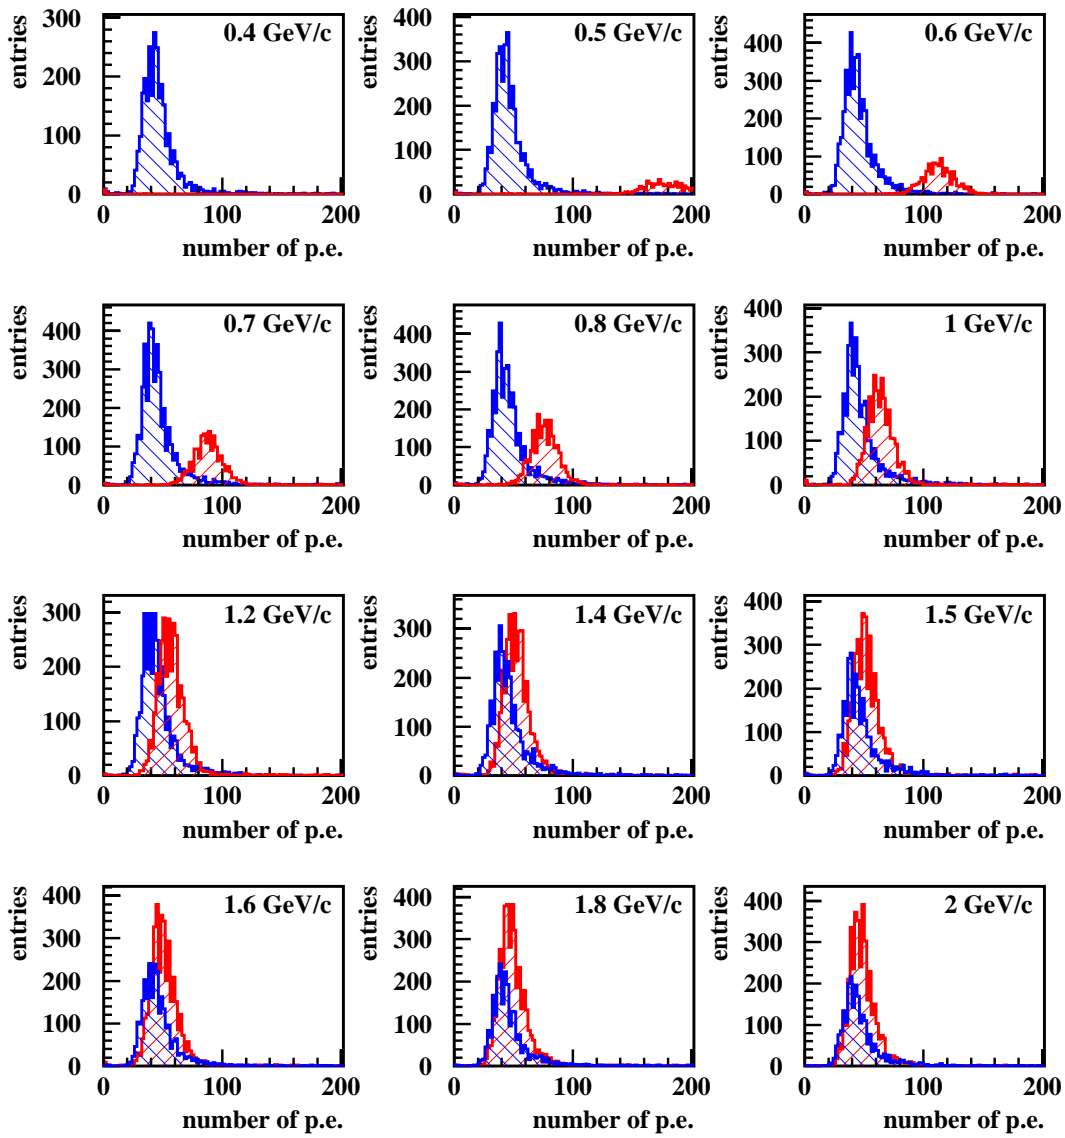 entries
300
200
100
0
0.4 GeV/c
0 100 200
number of p.e.
entries
400
300
200
100
0
0.5 GeV/c
0 100 200
number of p.e.
entries
400
300
200
100
0
0.6 GeV/c
0 100 200
number of p.e.
entries
400
300
200
100
0
0.7 GeV/c
0 100 200
number of p.e.
entries
400
300
200
100
0
0.8 GeV/c
0 100 200
number of p.e.
entries
400
300
200
100
0
1 GeV/c
0 100 200
number of p.e.
entries
300
200
100
0
1.2 GeV/c
0 100 200
number of p.e.
entries
300
200
100
0
1.4 GeV/c
0 100 200
number of p.e.
entries
400
300
200
100
0
1.5 GeV/c
0 100 200
number of p.e.
entries
400
300
200
100
0
1.6 GeV/c
0 100 200
number of p.e.
entries
400
300
200
100
0
1.8 GeV/c
0 100 200
number of p.e.
entries
400
300
200
100
0
2 GeV/c
0 100 200
number of p.e.